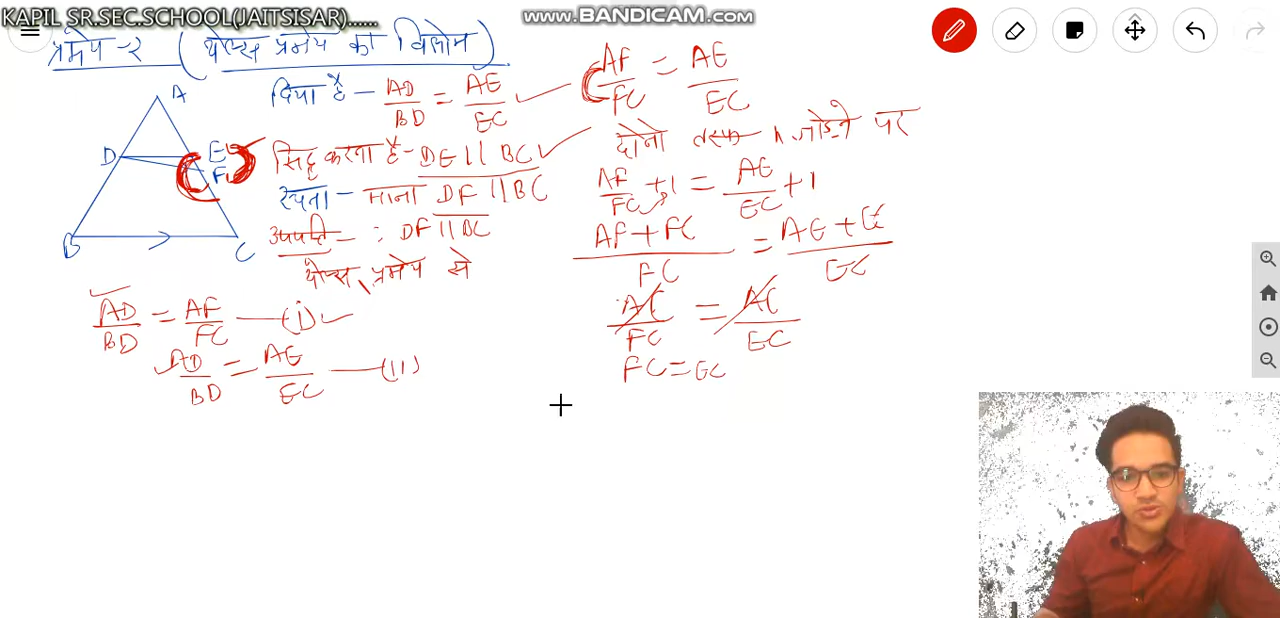 KAPIL SR.SEC.SCHOOL(JAITSISAR)......
www.BANDICAM.com
प्रमेय-२ ( थेल्स प्रमेय का विलोम )
A
D
E
F
B
C
दिया है - AD/BD = AE/EC
सिद्ध करता है- DE || BC
रचना - माना DF || BC
उपपत्ति - : DF || BC
थेल्स प्रमेय से
AD/BD = AF/FC — (i)
AD/BD = AE/EC — (ii)
AF/FC = AE/EC
दोनो तरफ 1 जोडने पर
AF/FC + 1 = AE/EC + 1
AF + FC/FC = AE + EC/EC
AC/FC = AC/EC
FC = EC